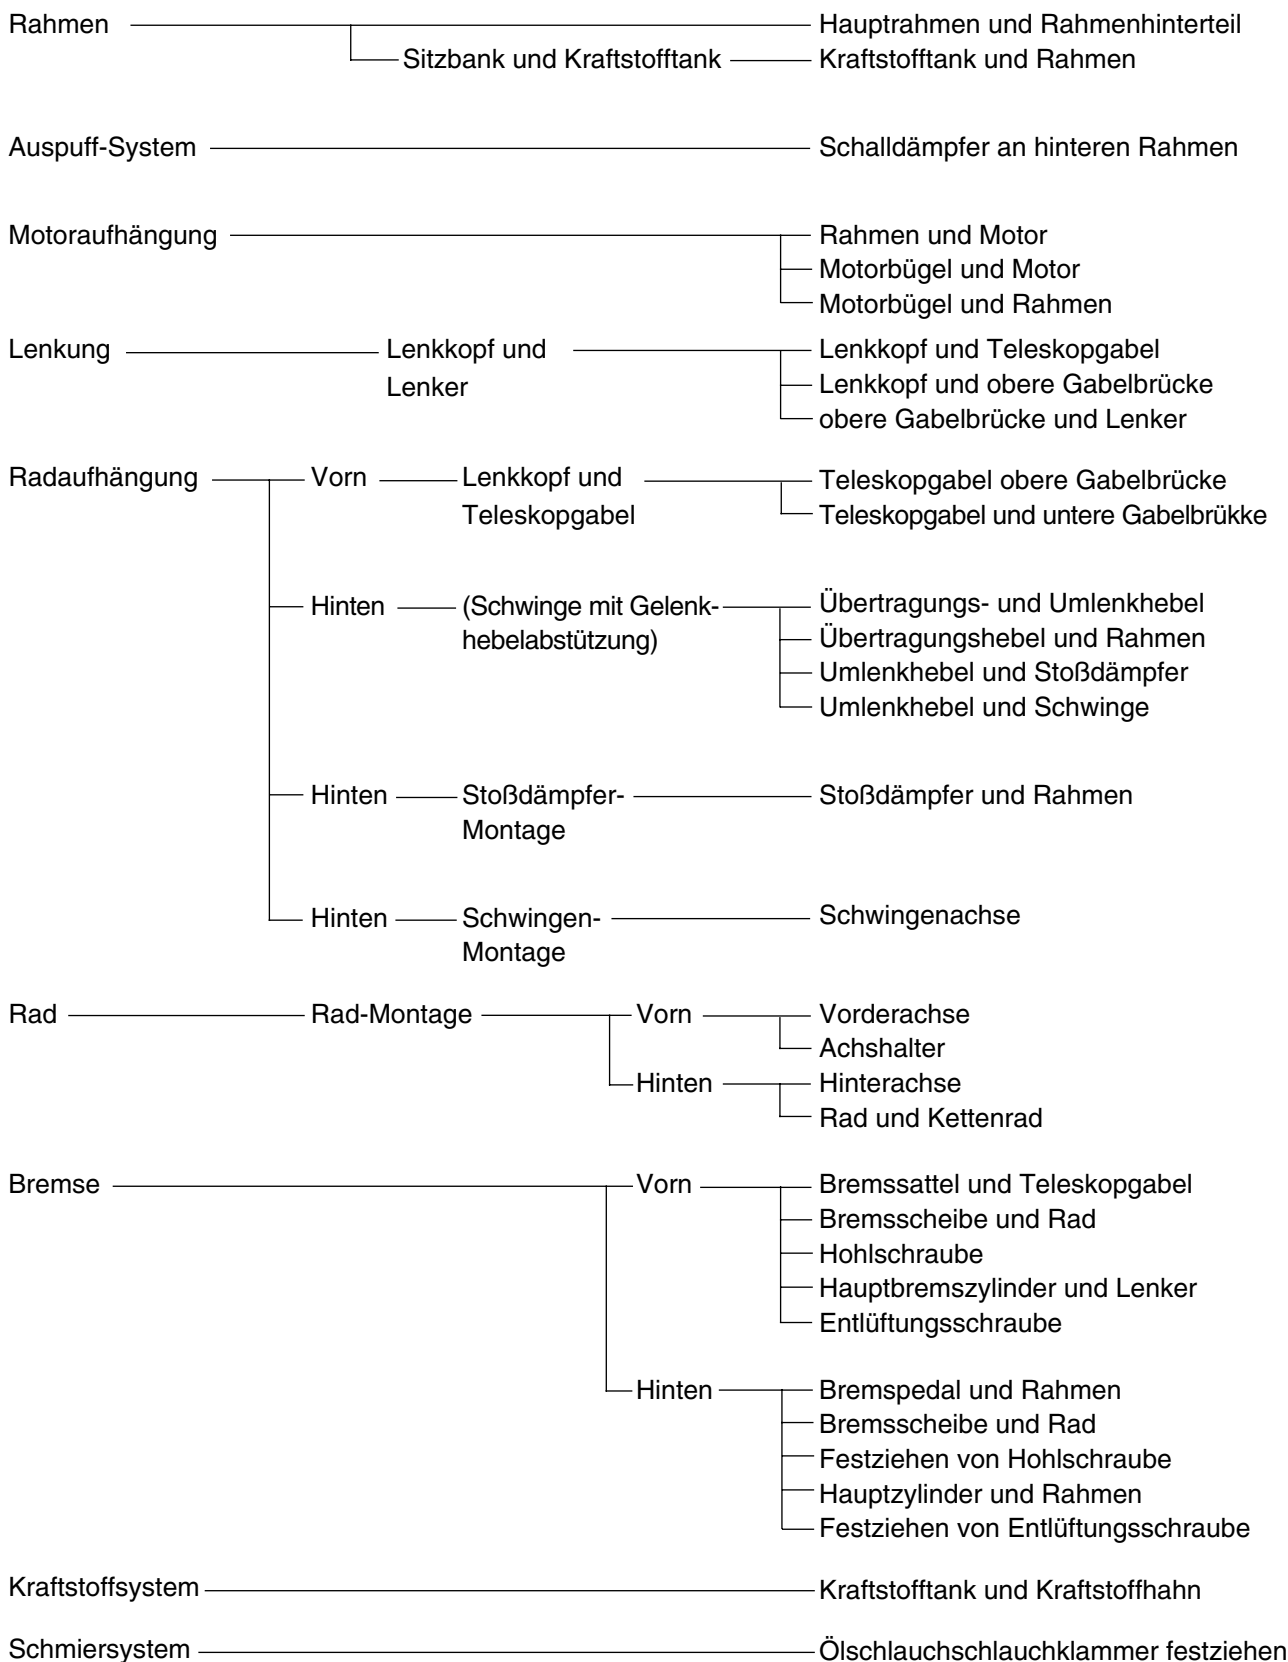 Rahmen Hauptrahmen und Rahmenhinterteil
Sitzbank und Kraftstofftank Kraftstofftank und Rahmen
Auspuff-System Schalldämpfer an hinteren Rahmen
Motoraufhängung Rahmen und Motor
Motorbügel und Motor
Motorbügel und Rahmen
Lenkung Lenkkopf und Lenkkopf und Teleskopgabel
Lenker Lenkkopf und obere Gabelbrücke
obere Gabelbrücke und Lenker
Radaufhängung Vorn Lenkkopf und Teleskopgabel obere Gabelbrücke
Teleskopgabel Teleskopgabel und untere Gabelbrükke
Hinten (Schwinge mit Gelenk- Übertragungs- und Umlenkhebel
hebelabstützung) Übertragungshebel und Rahmen
Umlenkhebel und Stoßdämpfer
Umlenkhebel und Schwinge
Hinten Stoßdämpfer- Stoßdämpfer und Rahmen
Montage
Hinten Schwingen- Schwingenachse
Montage
Rad Rad-Montage Vorn Vorderachse
Achshalter
Hinten Hinterachse
Rad und Kettenrad
Bremse Vorn Bremssattel und Teleskopgabel
Bremsscheibe und Rad
Hohlschraube
Hauptbremszylinder und Lenker
Entlüftungsschraube
Hinten Bremspedal und Rahmen
Bremsscheibe und Rad
Festziehen von Hohlschraube
Hauptzylinder und Rahmen
Festziehen von Entlüftungsschraube
Kraftstoffsystem Kraftstofftank und Kraftstoffhahn
Schmiersystem Ölschlauchschlauchklammer festziehen